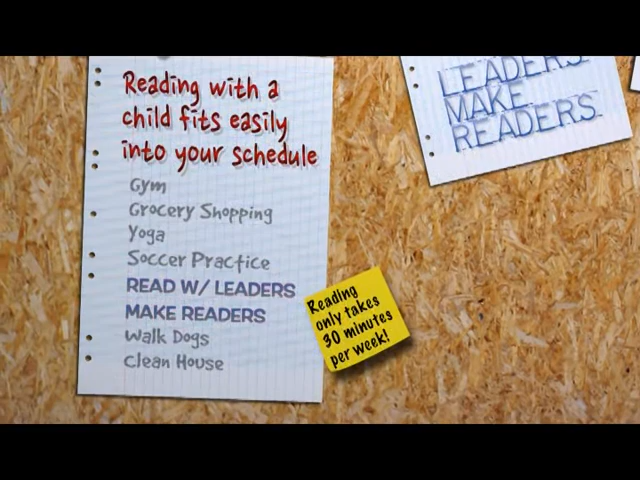 Reading with a
child fits easily
into your schedule
Gym
Grocery Shopping
Yoga
Soccer Practice
READ W/ LEADERS
MAKE READERS
Walk Dogs
Clean House
Reading
only takes
30 minutes
per week!
LEADERS
MAKE
READERS